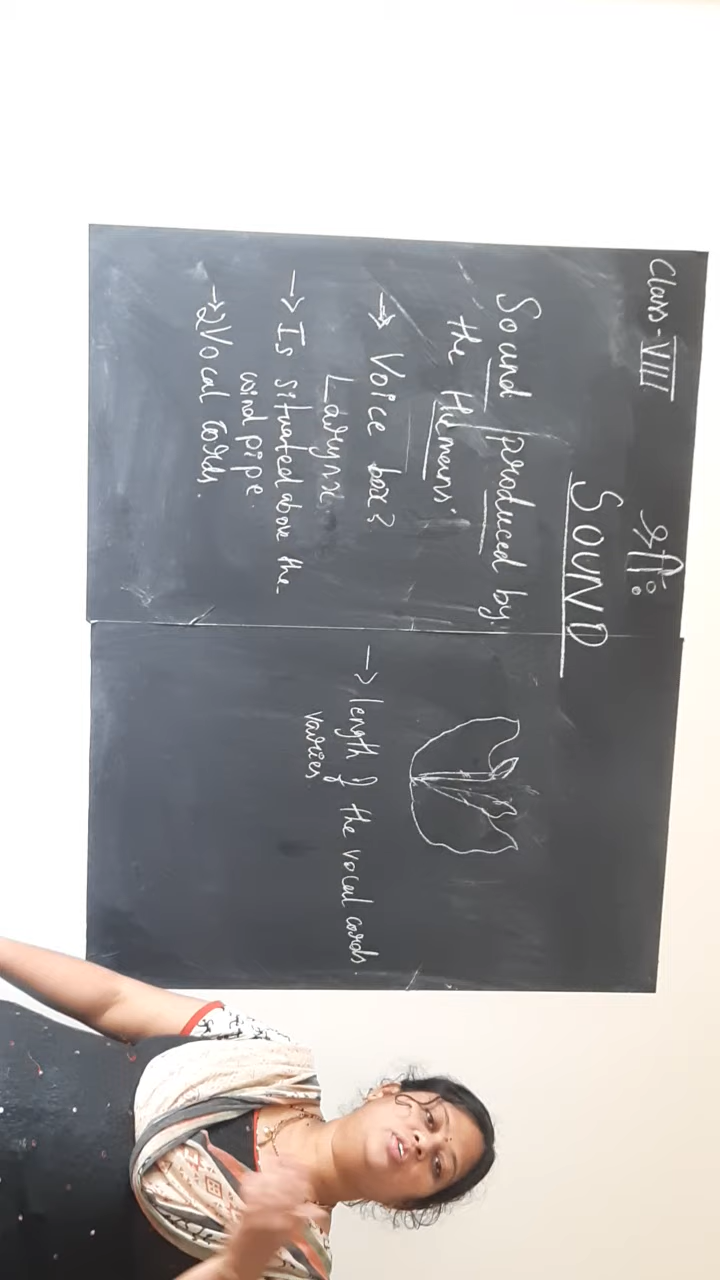 Class-VIII
SOUND
Sound produced by
the Humans'
→ Voice box?
Larynx
→ Is situated above the
wind pipe.
→ 2 Vocal Cords.
→ length of the vocal cords.
varies.